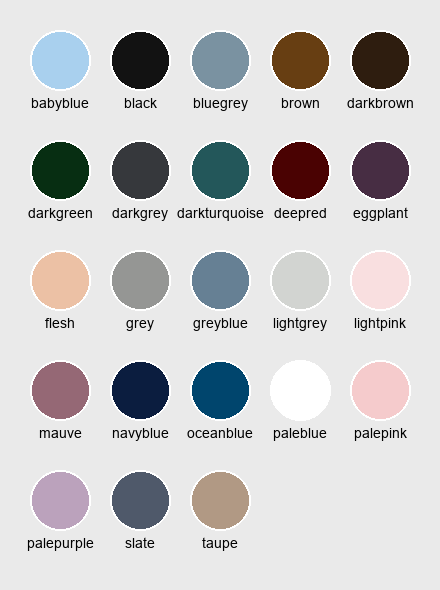 babyblue black bluegrey brown darkbrown
darkgreen darkgrey darkturquoise deepred eggplant
flesh grey greyblue lightgrey lightpink
mauve navyblue oceanblue paleblue palepink
palepurple slate taupe